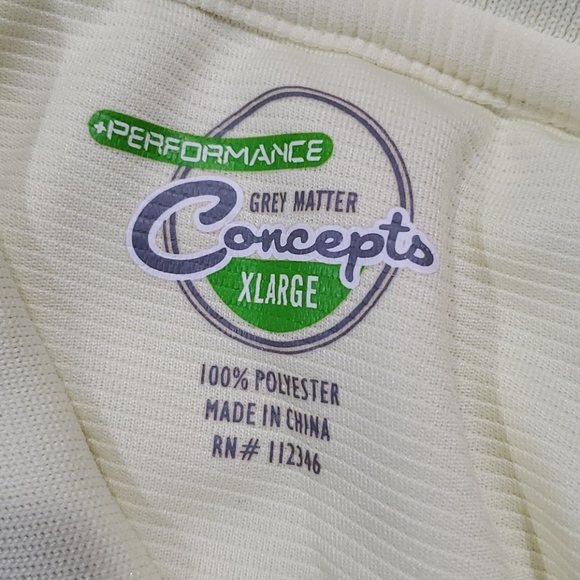 +PERFORMANCE
GREY MATTER
Concepts
XLARGE
100% POLYESTER
MADE IN CHINA
RN# 112346